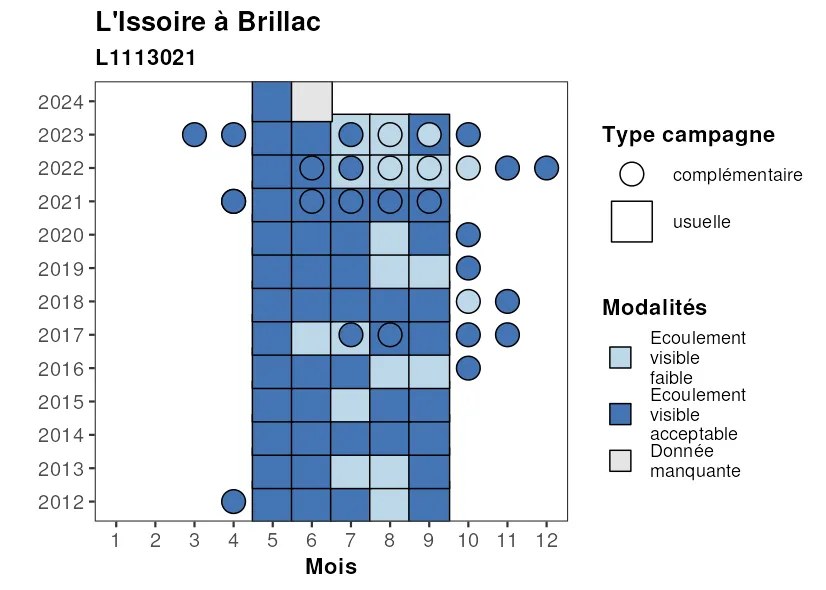 L'Issoire à Brillac
L1113021
2024
2023
2022
2021
2020
2019
2018
2017
2016
2015
2014
2013
2012
1 2 3 4 5 6 7 8 9 10 11 12
Mois
Type campagne
complémentaire
usuelle
Modalités
Ecoulement
visible
faible
Ecoulement
visible
acceptable
Donnée
manquante